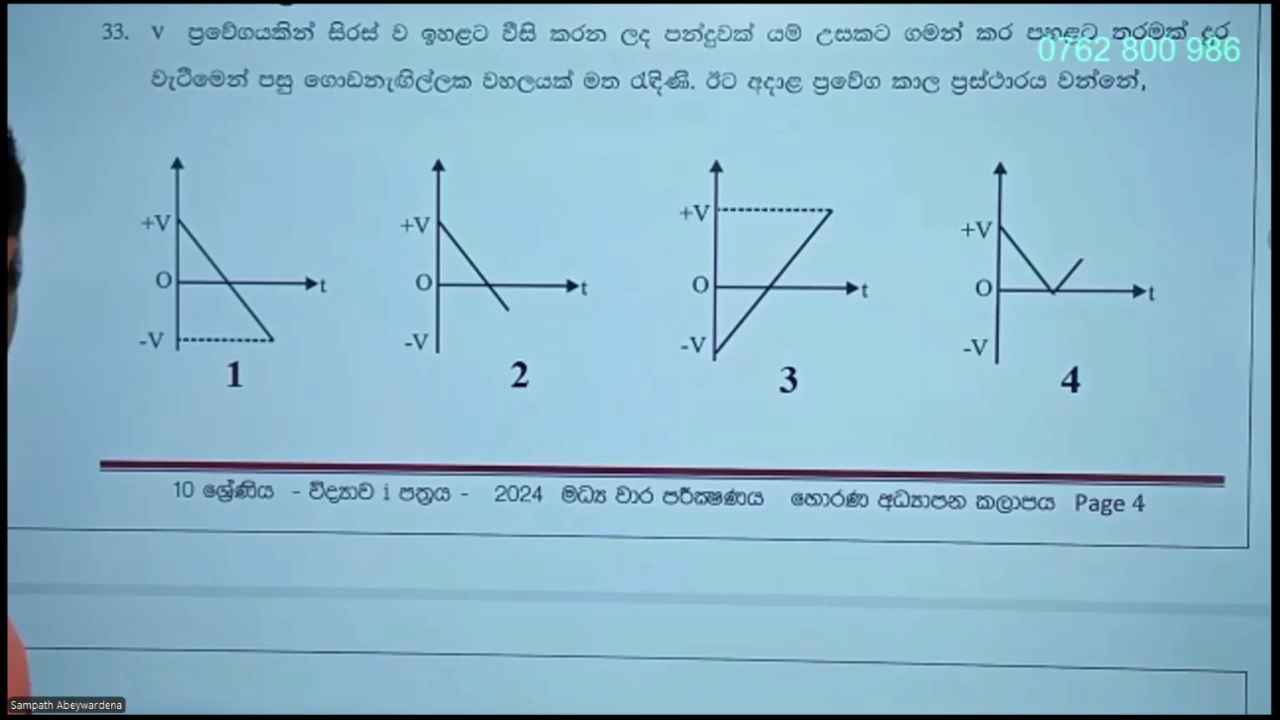 33. v ප්‍රවේගයකින් සිරස් ව ඉහළට වීසි කරන ලද පන්දුවක් යම් උසකට ගමන් කර පහළට තරමක් දුර
0762 800 986
වැටීමෙන් පසු ගොඩනැඟිල්ලක වහලයක් මත රැඳිණි. ඊට අදාළ ප්‍රවේග කාල ප්‍රස්ථාරය වන්නේ,
+V
O
t
-V
1
+V
O
t
-V
2
+V
O
t
-V
3
+V
O
t
-V
4
10 ශ්‍රේණිය - විද්‍යාව i පත්‍රය - 2024 මධ්‍ය වාර පරීක්ෂණය හොරණ අධ්‍යාපන කලාපය Page 4
Sampath Abeywardena